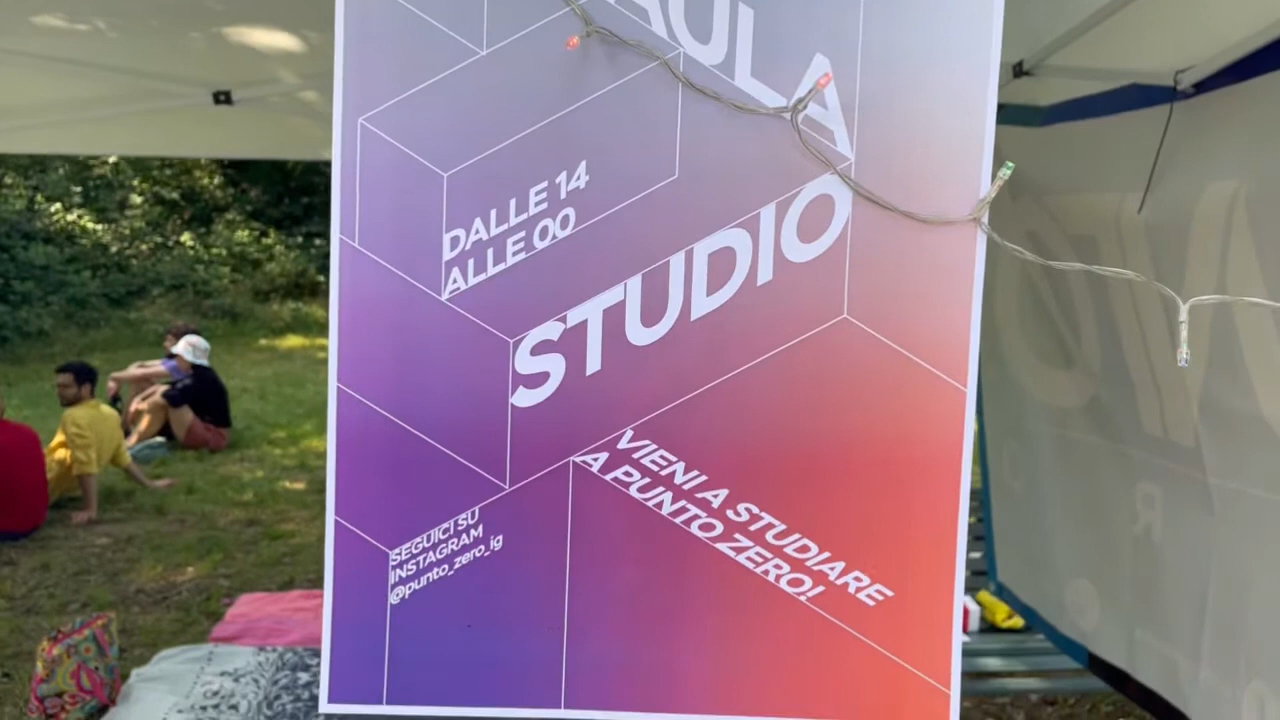 AULA
DALLE 14
ALLE 00
STUDIO
VIENI A STUDIARE
A PUNTO ZERO!
SEGUICI SU
INSTAGRAM
@punto_zero_ig